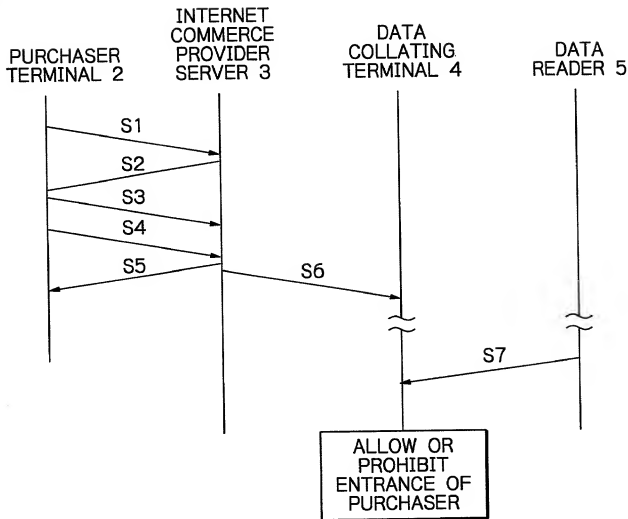 PURCHASER
TERMINAL 2
INTERNET
COMMERCE
PROVIDER
SERVER 3
DATA
COLLATING
TERMINAL 4
DATA
READER 5
S1
S2
S3
S4
S5
S6
S7
ALLOW OR
PROHIBIT
ENTRANCE OF
PURCHASER